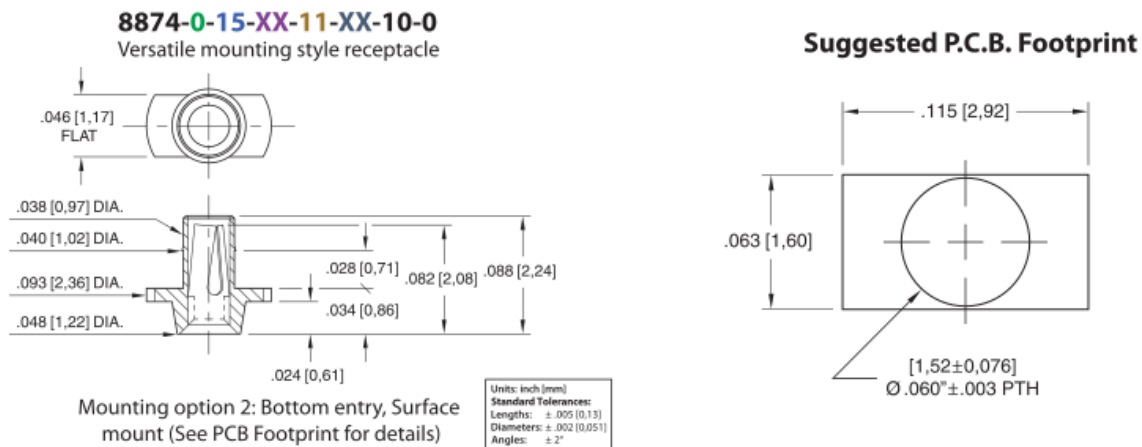 8874-0-15-XX-11-XX-10-0
Versatile mounting style receptacle
Suggested P.C.B. Footprint
.046 [1,17]
FLAT
.038 [0,97] DIA.
.040 [1,02] DIA.
.093 [2,36] DIA.
.048 [1,22] DIA.
.028 [0,71]
.082 [2,08]
.088 [2,24]
.034 [0,86]
.024 [0,61]
Mounting option 2: Bottom entry, Surface
mount (See PCB Footprint for details)
Units: inch [mm]
Standard Tolerances:
Lengths: ± .005 [0,13]
Diameters: ± .002 [0,051]
Angles: ± 2°
.115 [2,92]
.063 [1,60]
[1,52±0,076]
Ø.060"±.003 PTH